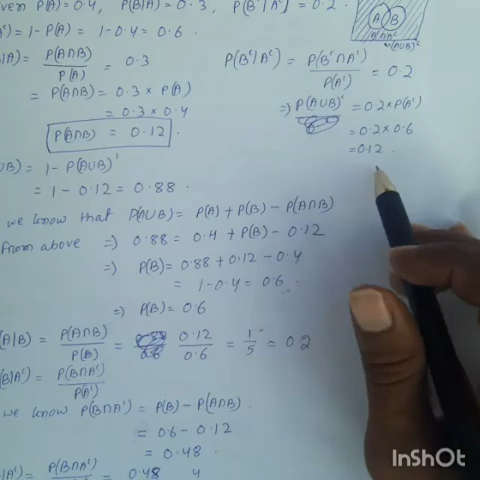 iven P(A)=0.4, P(B|A)=0.3, P(Bᶜ|Aᶜ)=0.2.
')=1-P(A)=1-0.4=0.6.
|A)= P(A∩B)/P(A) = 0.3
= P(A∩B)=0.3×P(A)
=0.3×0.4
P(A∩B) = 0.12
P(B'|A') = P(B'∩A')/P(A') = 0.2
⇒ P(A∪B)' =0.2×P(A')
=0.2×0.6
=0.12.
A B
B'∩A'
=(A∪B)'
∪B)= 1-P(A∪B)'
= 1-0.12=0.88.
we know that P(A∪B)= P(A)+P(B)-P(A∩B)
From above ⇒) 0.88 = 0.4+P(B)-0.12
⇒) P(B)= 0.88+0.12-0.4
= 1-0.4=0.6.
⇒) P(B)=0.6
(A|B)= P(A∩B)/P(B) = 0.12/0.6 = 1/5 = 0.2
(B|A')= P(B∩A')/P(A')
we know P(B∩A')= P(B)-P(A∩B)
= 0.6-0.12
= 0.48.
|A')= P(B∩A') = 0.48 4
InShOt